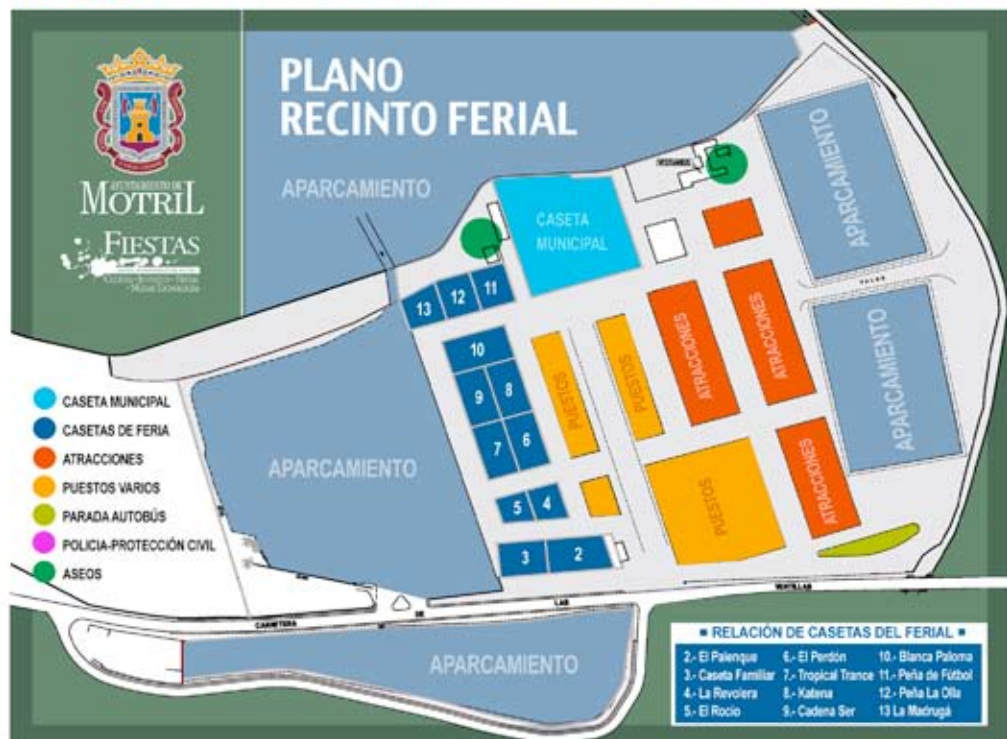 AYUNTAMIENTO DE
MOTRIL
FIESTAS
PLANO
RECINTO FERIAL
APARCAMIENTO
CASETA
MUNICIPAL
VESTUARIOS
APARCAMIENTO
13
12
11
10
9
8
7
6
5
4
3
2
PUESTOS
PUESTOS
PUESTOS
ATRACCIONES
ATRACCIONES
ATRACCIONES
APARCAMIENTO
APARCAMIENTO
CASETA MUNICIPAL
CASETAS DE FERIA
ATRACCIONES
PUESTOS VARIOS
PARADA AUTOBÚS
POLICIA-PROTECCIÓN CIVIL
ASEOS
CARRETERA DE LAS VENTILLAS
APARCAMIENTO
RELACIÓN DE CASETAS DEL FERIAL
2.- El Palenque
3.- Caseta Familiar
4.- La Revolera
5.- El Rocío
6.- El Perdón
7.- Tropical Trance
8.- Katena
9.- Cadena Ser
10.- Blanca Paloma
11.- Peña de Fútbol
12.- Peña La Olla
13 La Madrugá